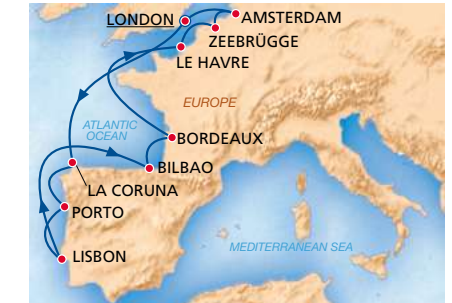 LONDON
AMSTERDAM
ZEEBRÜGGE
LE HAVRE
EUROPE
ATLANTIC
OCEAN
BORDEAUX
BILBAO
LA CORUNA
PORTO
MEDITERRANEAN SEA
LISBON